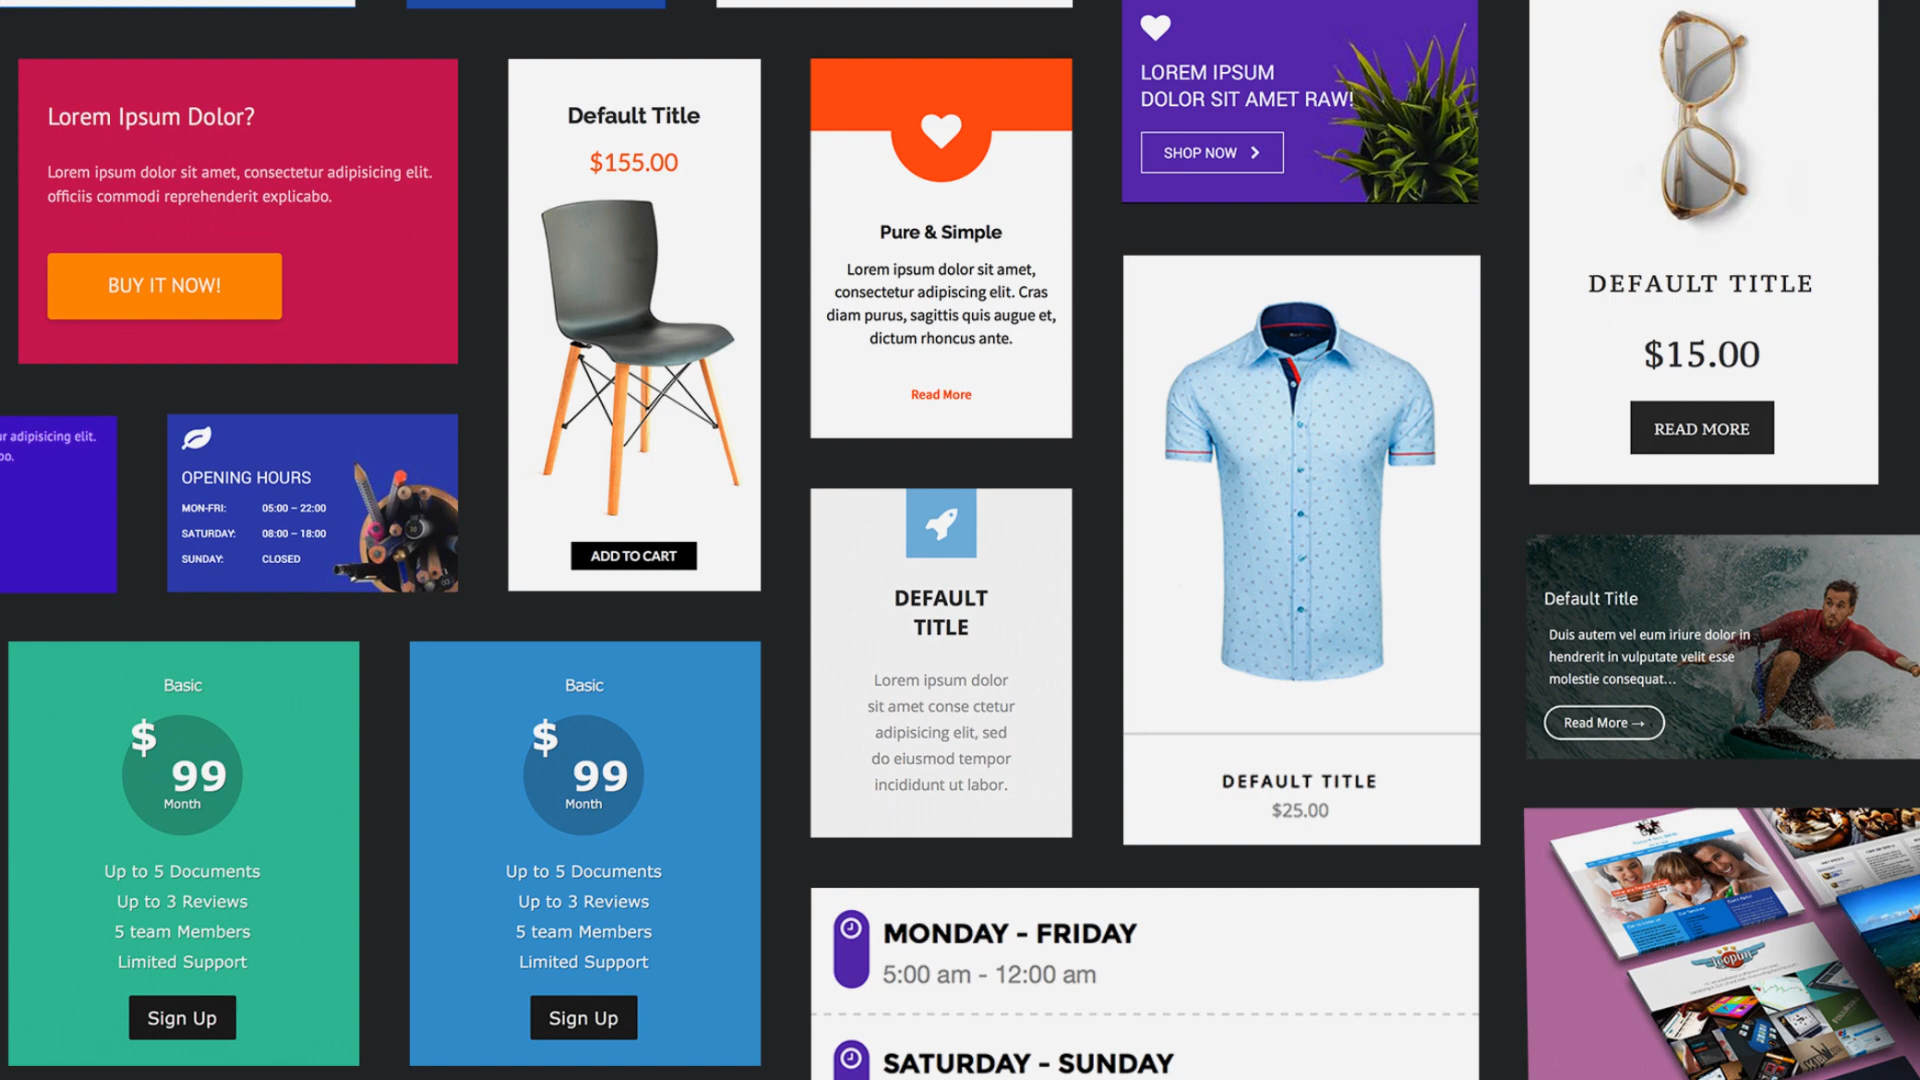 Lorem Ipsum Dolor?
Lorem ipsum dolor sit amet, consectetur adipisicing elit.
officiis commodi reprehenderit explicabo.
BUY IT NOW!
Default Title
$155.00
ADD TO CART
Pure & Simple
Lorem ipsum dolor sit amet,
consectetur adipiscing elit. Cras
diam purus, sagittis quis augue et,
dictum rhoncus ante.
Read More
LOREM IPSUM
DOLOR SIT AMET RAW!
SHOP NOW
DEFAULT TITLE
$15.00
READ MORE
adipisicing elit.
OPENING HOURS
MON-FRI: 05:00 – 22:00
SATURDAY: 08:00 – 18:00
SUNDAY: CLOSED
DEFAULT
TITLE
Lorem ipsum dolor
sit amet conse ctetur
adipisicing elit, sed
do eiusmod tempor
incididunt ut labor.
DEFAULT TITLE
$25.00
Default Title
Duis autem vel eum iriure dolor in
hendrerit in vulputate velit esse
molestie consequat...
Read More →
Basic
$
99
Month
Up to 5 Documents
Up to 3 Reviews
5 team Members
Limited Support
Sign Up
Basic
$
99
Month
Up to 5 Documents
Up to 3 Reviews
5 team Members
Limited Support
Sign Up
MONDAY - FRIDAY
5:00 am - 12:00 am
SATURDAY - SUNDAY